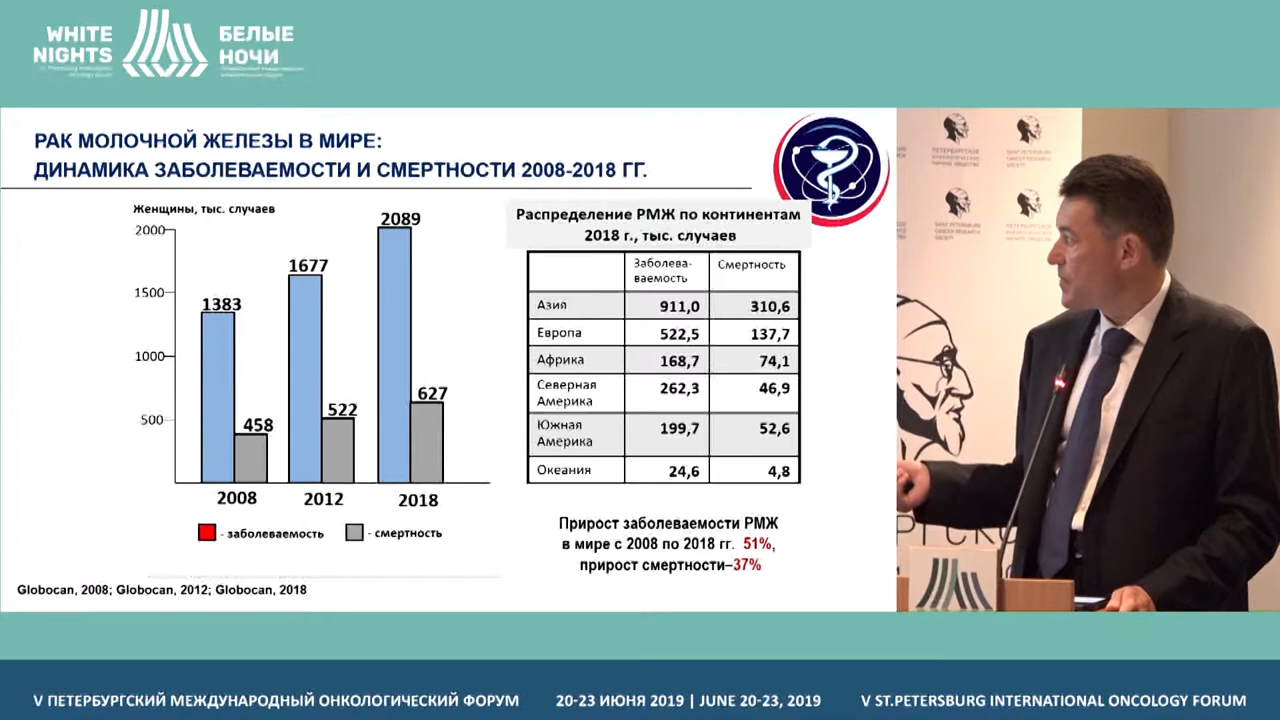 WHITE
NIGHTS
БЕЛЫЕ
НОЧИ
РАК МОЛОЧНОЙ ЖЕЛЕЗЫ В МИРЕ:
ДИНАМИКА ЗАБОЛЕВАЕМОСТИ И СМЕРТНОСТИ 2008-2018 ГГ.
Женщины, тыс. случаев
2000
1500
1000
500
1383
458
1677
522
2089
627
2008
2012
2018
- заболеваемость
- смертность
Распределение РМЖ по континентам
2018 г., тыс. случаев
Заболева-
ваемость
Смертность
Азия 911,0 310,6
Европа 522,5 137,7
Африка 168,7 74,1
Северная
Америка 262,3 46,9
Южная
Америка 199,7 52,6
Океания 24,6 4,8
Прирост заболеваемости РМЖ
в мире с 2008 по 2018 гг. 51%,
прирост смертности–37%
Globocan, 2008; Globocan, 2012; Globocan, 2018
V ПЕТЕРБУРГСКИЙ МЕЖДУНАРОДНЫЙ ОНКОЛОГИЧЕСКИЙ ФОРУМ
20-23 ИЮНЯ 2019 | JUNE 20-23, 2019
V ST.PETERSBURG INTERNATIONAL ONCOLOGY FORUM